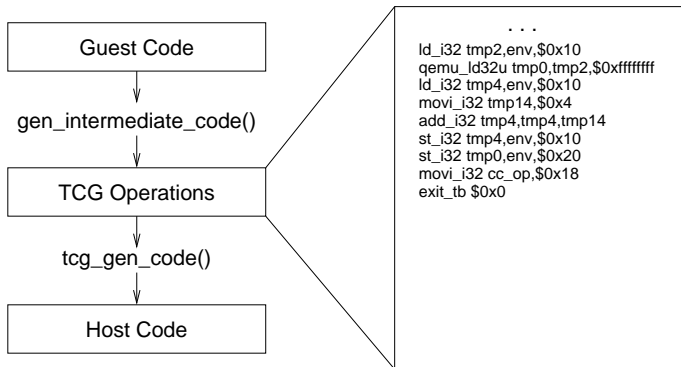 Guest Code
gen_intermediate_code()
TCG Operations
tcg_gen_code()
Host Code
. . .
ld_i32 tmp2,env,$0x10
qemu_ld32u tmp0,tmp2,$0xffffffff
ld_i32 tmp4,env,$0x10
movi_i32 tmp14,$0x4
add_i32 tmp4,tmp4,tmp14
st_i32 tmp4,env,$0x10
st_i32 tmp0,env,$0x20
movi_i32 cc_op,$0x18
exit_tb $0x0